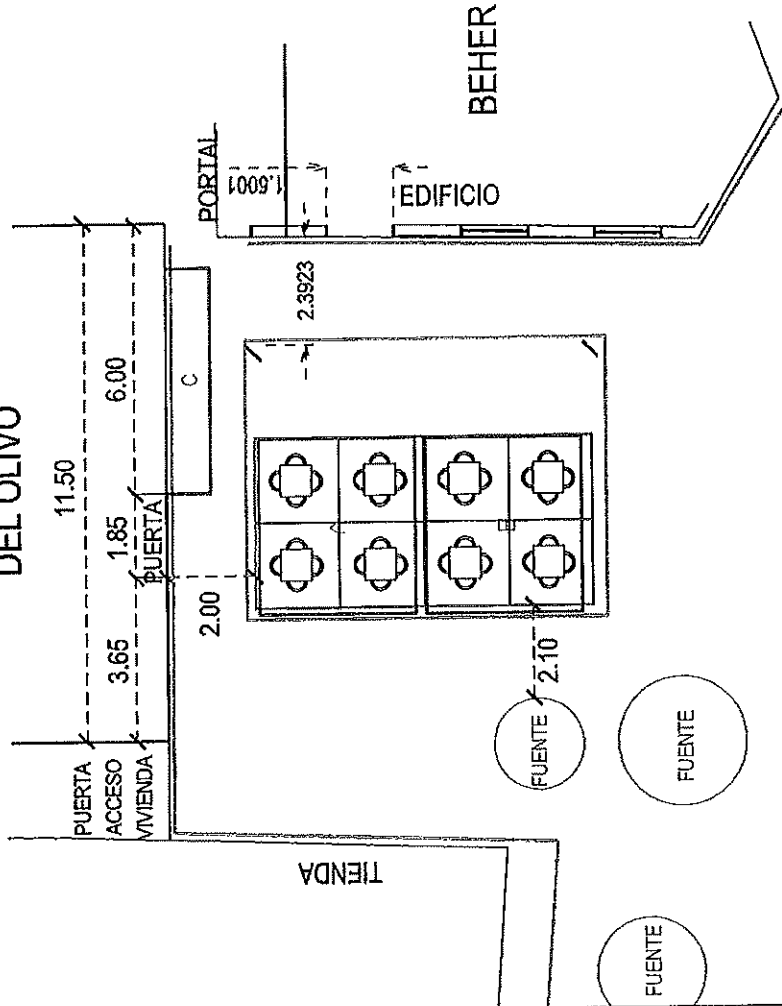 DEL OLIVO
11.50
3.65
1.85
6.00
PUERTA
ACCESO
VIVIENDA
PUERTA
C
PORTAL
1.6001
EDIFICIO
BEHER
2.3923
2.00
2.10
TIENDA
FUENTE
FUENTE
FUENTE